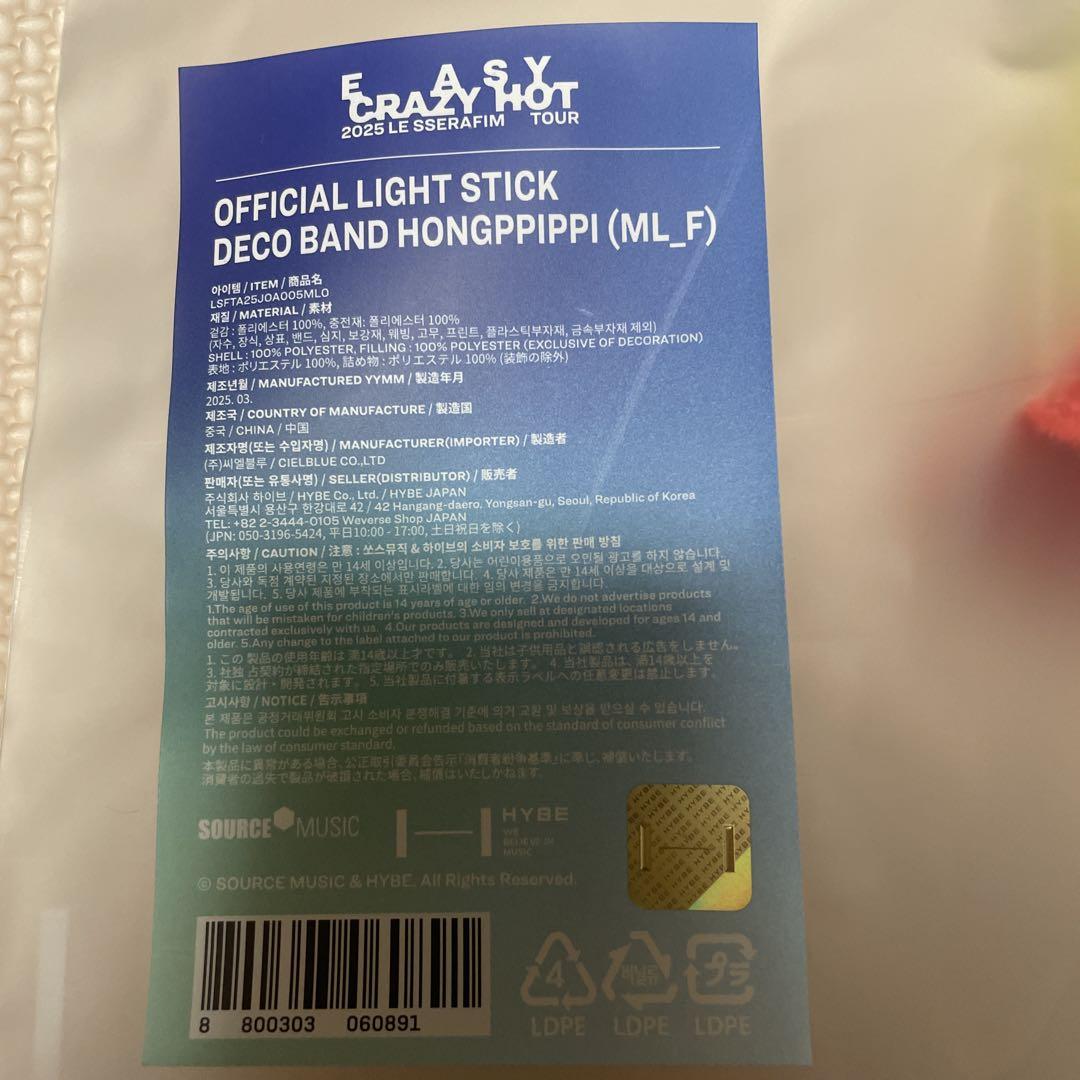 EASY
CRAZY HOT
2025 LE SSERAFIM TOUR
OFFICIAL LIGHT STICK
DECO BAND HONGPPIPPI (ML_F)
아이템 / ITEM / 商品名
LSFTA25JOA005ML0
재질 / MATERIAL / 素材
겉감 : 폴리에스터 100%, 충전재: 폴리에스터 100%
(자수, 장식, 상표, 밴드, 심지, 보강재, 웨빙, 고무, 프린트, 플라스틱부자재, 금속부자재 제외)
SHELL : 100% POLYESTER, FILLING : 100% POLYESTER (EXCLUSIVE OF DECORATION)
表地 : ポリエステル 100%, 詰め物 : ポリエステル 100% (装飾の除外)
제조년월 / MANUFACTURED YYMM / 製造年月
2025. 03.
제조국 / COUNTRY OF MANUFACTURE / 製造国
중국 / CHINA / 中国
제조자명(또는 수입자명) / MANUFACTURER(IMPORTER) / 製造者
(주)씨엘블루 / CIELBLUE CO.,LTD
판매자(또는 유통사명) / SELLER(DISTRIBUTOR) / 販売者
주식회사 하이브 / HYBE Co., Ltd. / HYBE JAPAN
서울특별시 용산구 한강대로 42 / 42 Hangang-daero, Yongsan-gu, Seoul, Republic of Korea
TEL: +82 2-3444-0105 Weverse Shop JAPAN
(JPN: 050-3196-5424, 平日10:00 - 17:00, 土日祝日を除く)
주의사항 / CAUTION / 注意 : 쏘스뮤직 & 하이브의 소비자 보호를 위한 판매 방침
1. 이 제품의 사용연령은 만 14세 이상입니다. 2. 당사는 어린이용품으로 오인될 광고를 하지 않습니다.
3. 당사와 독점 계약된 지정된 장소에서만 판매합니다. 4. 당사 제품은 만 14세 이상을 대상으로 설계 및
개발됩니다. 5. 당사 제품에 부착되는 표시라벨에 대한 임의 변경을 금지합니다.
1.The age of use of this product is 14 years of age or older. 2.We do not advertise products
that will be mistaken for children's products. 3.We only sell at designated locations
contracted exclusively with us. 4.Our products are designed and developed for ages 14 and
older. 5.Any change to the label attached to our product is prohibited.
1. この 製品の使用年齢は 満14歳以上才です。 2. 当社は子供用品と誤認される広告をしません。
3. 社独 占契約が締結された指定場所でのみ販売いたします。 4. 当社製品は、満14歳以上を
対象に設計・開発されます。 5. 当社製品に付着する表示ラベルへの任意変更は禁止します。
고시사항 / NOTICE / 告示事項
본 제품은 공정거래위원회 고시 소비자 분쟁해결 기준에 의거 교환 및 보상을 받으실 수 있습니다.
The product could be exchanged or refunded based on the standard of consumer conflict
by the law of consumer standard.
本製品に異常がある場合、公正取引委員会告示「消費者紛争基準」に準じ、補償いたします。
消費者の過失で製品が破損された場合、補償はいたしかねます。
SOURCE MUSIC
HYBE
WE
BELIEVE IN
MUSIC
© SOURCE MUSIC & HYBE. All Rights Reserved.
8 800303 060891
4
LDPE
비닐류
LDPE
プラ
LDPE